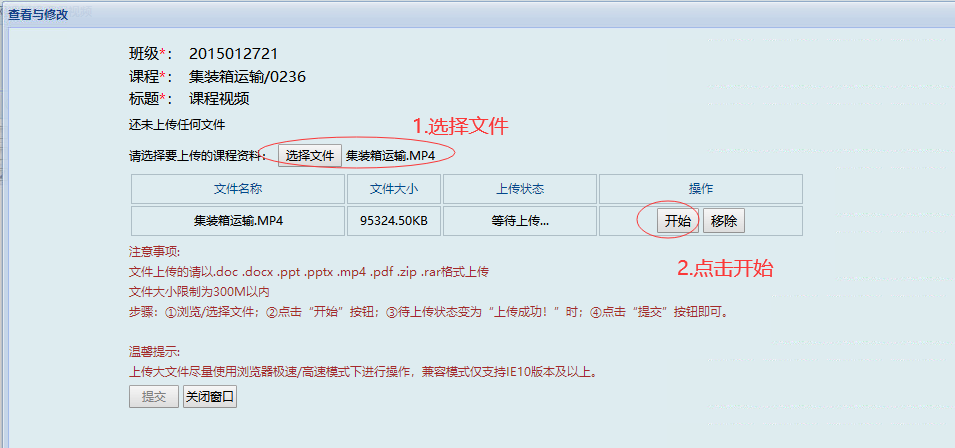 查看与修改
班级*： 2015012721
课程*： 集装箱运输/0236
标题*： 课程视频
还未上传任何文件
1.选择文件
请选择要上传的课程资料： 选择文件 集装箱运输.MP4
文件名称 文件大小 上传状态 操作
集装箱运输.MP4 95324.50KB 等待上传... 开始 移除
2.点击开始
注意事项:
文件上传的请以.doc .docx .ppt .pptx .mp4 .pdf .zip .rar格式上传
文件大小限制为300M以内
步骤：①浏览/选择文件；②点击“开始”按钮；③待上传状态变为“上传成功！”时；④点击“提交”按钮即可。
温馨提示:
上传大文件尽量使用浏览器极速/高速模式下进行操作，兼容模式仅支持IE10版本及以上。
提交 关闭窗口